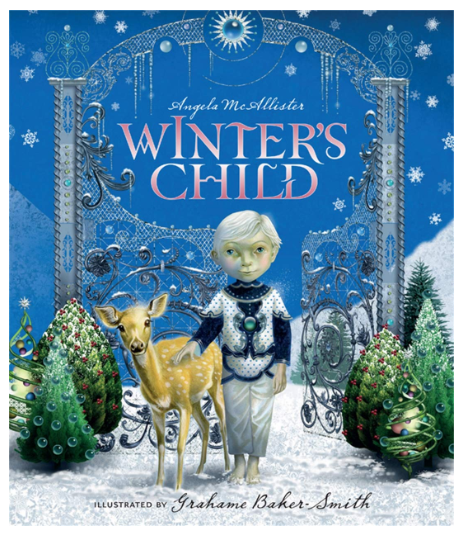 Angela McAllister
WINTER'S
CHILD
ILLUSTRATED BY Grahame Baker-Smith